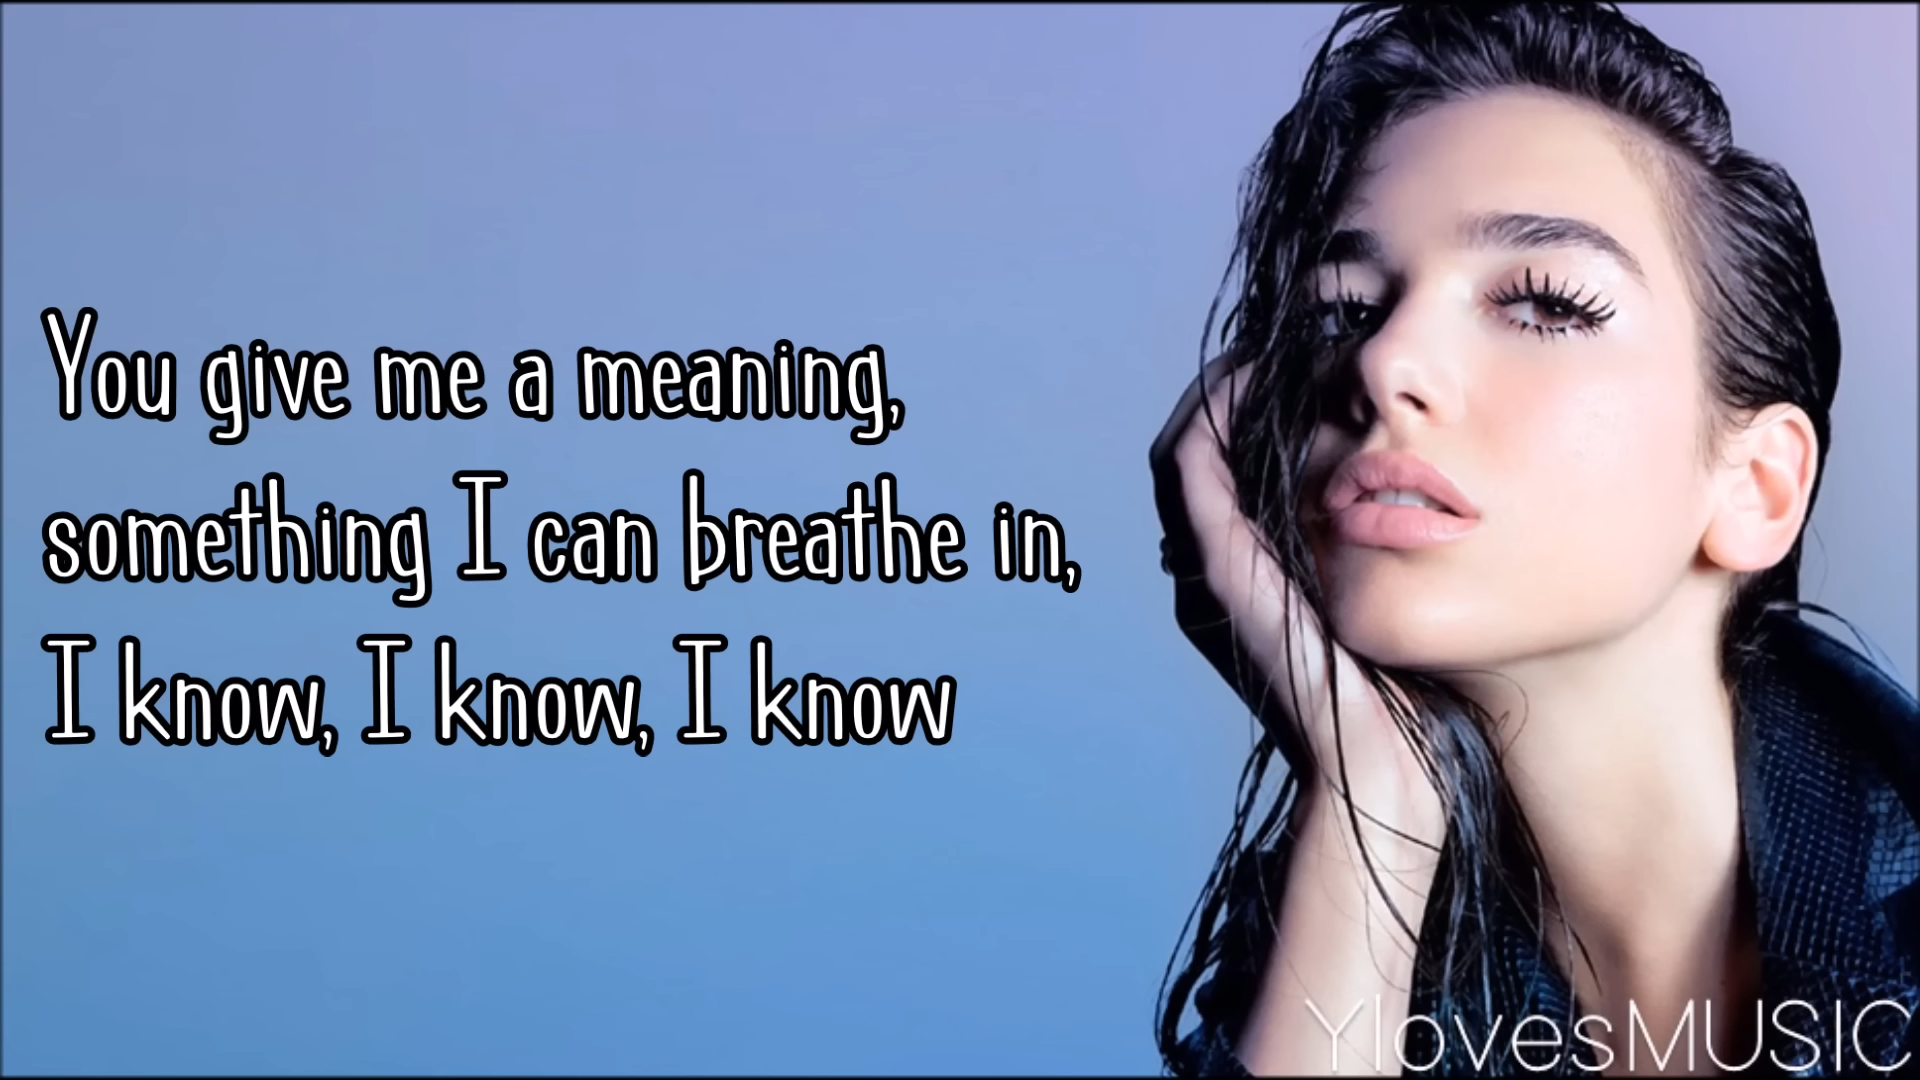 You give me a meaning,
something I can breathe in,
I know, I know, I know
YlovesMUSIC